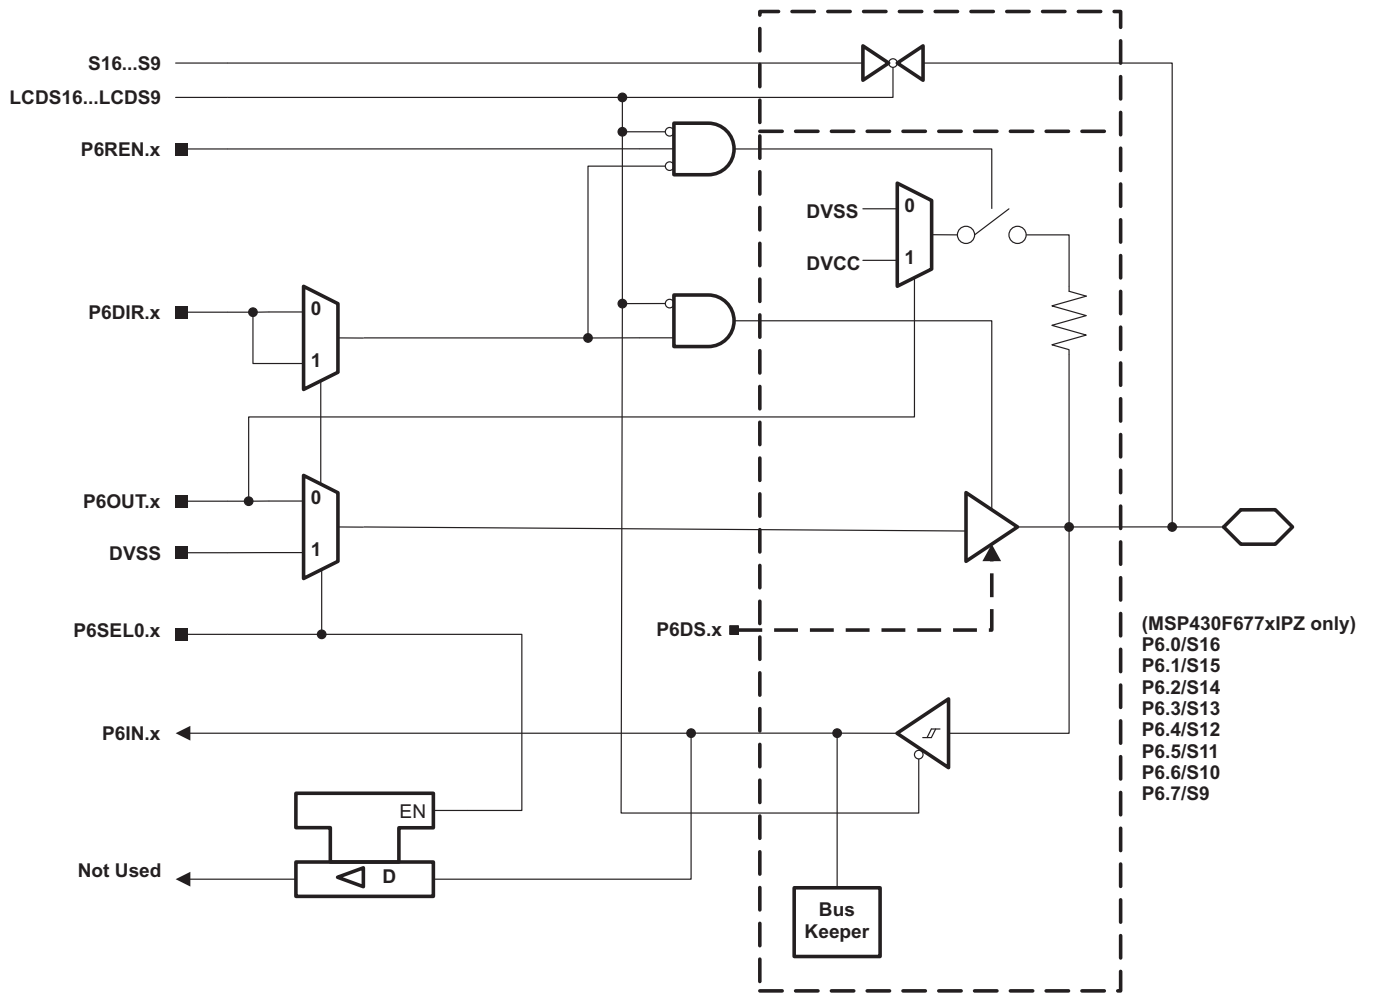 S16...S9
LCDS16...LCDS9
P6REN.x
DVSS
0
DVCC
1
P6DIR.x
0
1
P6OUT.x
0
DVSS
1
P6SEL0.x
P6DS.x
(MSP430F677xIPZ only)
P6.0/S16
P6.1/S15
P6.2/S14
P6.3/S13
P6.4/S12
P6.5/S11
P6.6/S10
P6.7/S9
P6IN.x
EN
Not Used
D
Bus
Keeper